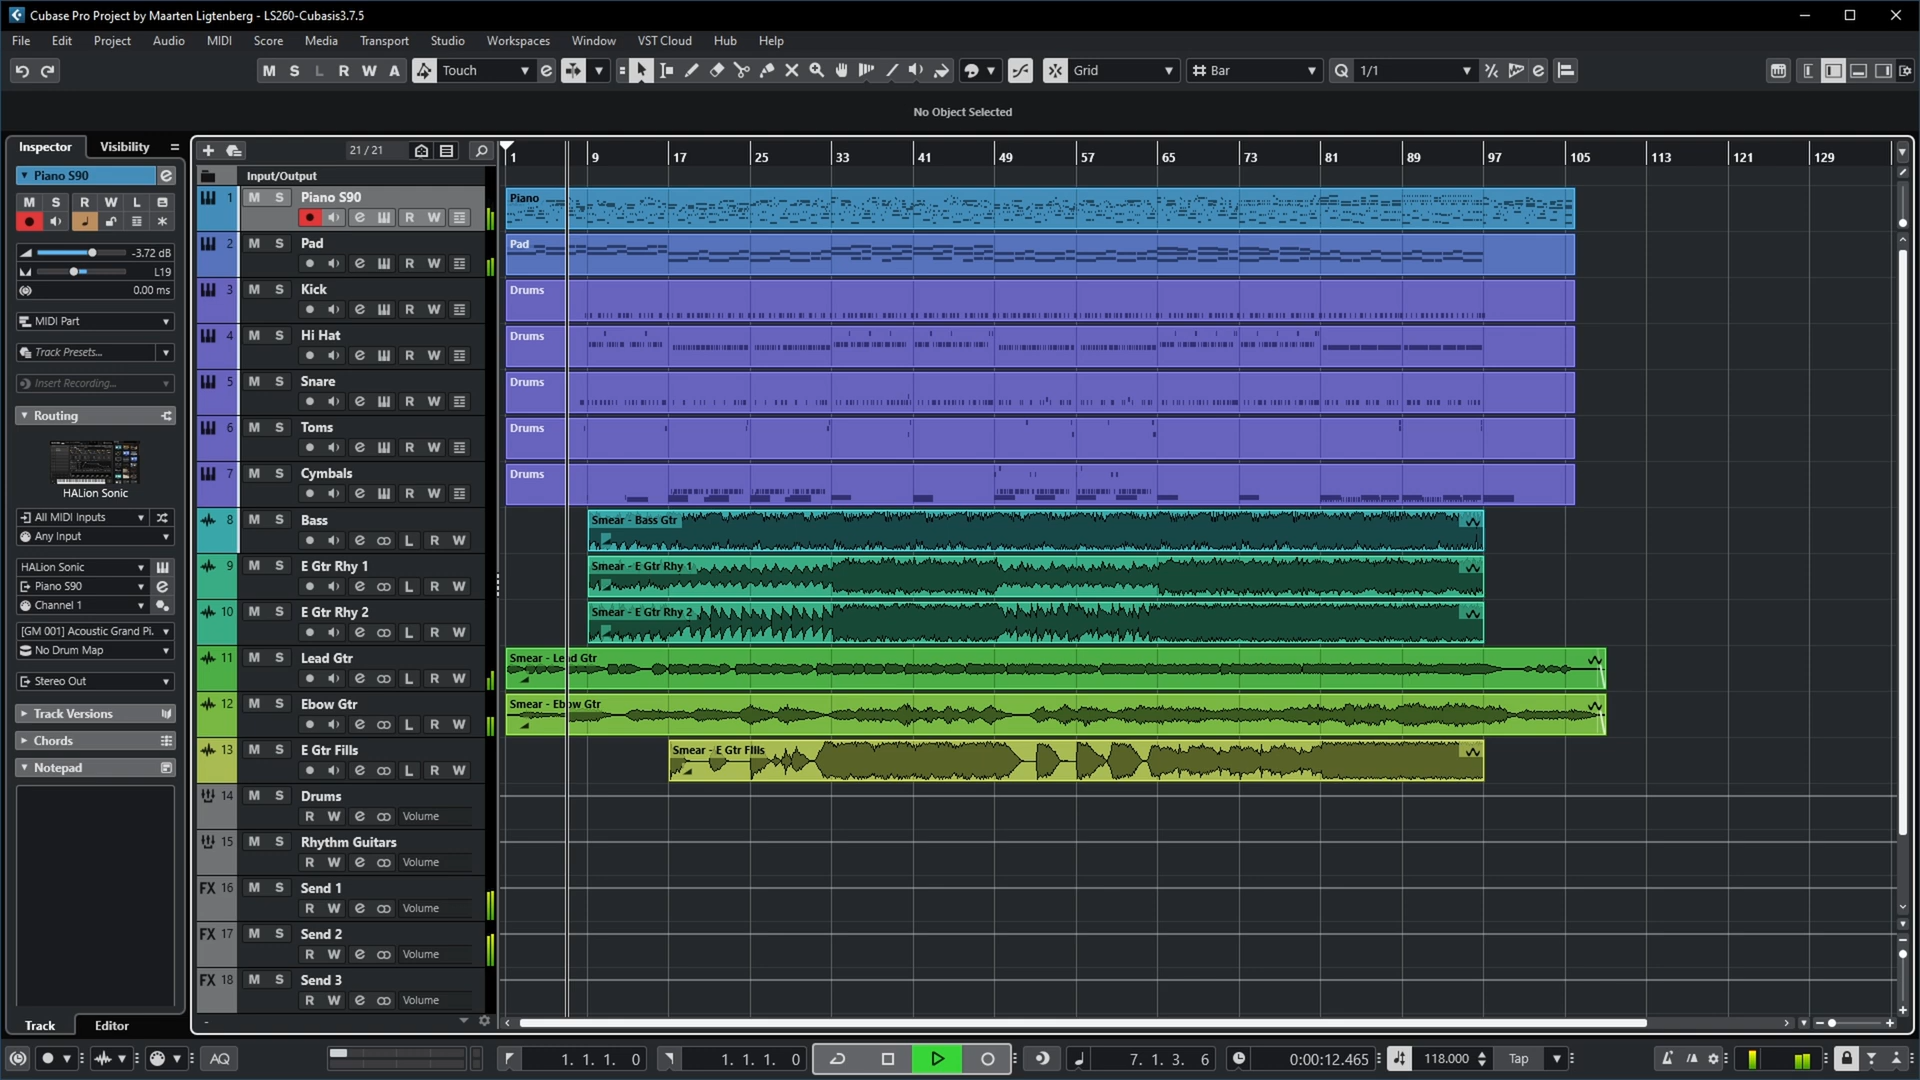 Cubase Pro Project by Maarten Ligtenberg - LS260-Cubasis3.7.5
File Edit Project Audio MIDI Score Media Transport Studio Workspaces Window VST Cloud Hub Help
M S L R W A Touch Grid Bar Q 1/1
No Object Selected
Inspector Visibility 21 / 21
1 9 17 25 33 41 49 57 65 73 81 89 97 105 113 121 129
Piano S90
M S R W L
-3.72 dB
L19
0.00 ms
MIDI Part
Track Presets...
Insert Recording...
Routing
HALion Sonic
All MIDI Inputs
Any Input
HALion Sonic
Piano S90
Channel 1
[GM 001] Acoustic Grand Pi.
No Drum Map
Stereo Out
Track Versions
Chords
Notepad
Track Editor
Input/Output
1 M S Piano S90
R W
Piano
2 M S Pad
R W
Pad
3 M S Kick
R W
Drums
4 M S Hi Hat
R W
Drums
5 M S Snare
R W
Drums
6 M S Toms
R W
Drums
7 M S Cymbals
R W
Drums
8 M S Bass
L R W
Smear - Bass Gtr
9 M S E Gtr Rhy 1
L R W
Smear - E Gtr Rhy 1
10 M S E Gtr Rhy 2
L R W
Smear - E Gtr Rhy 2
11 M S Lead Gtr
L R W
Smear - Lead Gtr
12 M S Ebow Gtr
L R W
Smear - Ebow Gtr
13 M S E Gtr Fills
L R W
Smear - E Gtr FIlls
14 M S Drums
R W Volume
15 M S Rhythm Guitars
R W Volume
FX 16 M S Send 1
R W Volume
FX 17 M S Send 2
R W Volume
FX 18 M S Send 3
R W Volume
AQ 1. 1. 1. 0 1. 1. 1. 0 7. 1. 3. 6 0:00:12.465 118.000 Tap